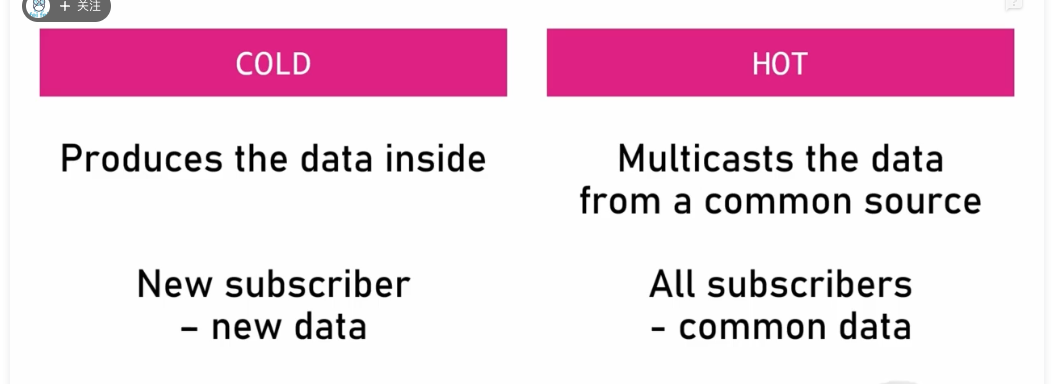 + 关注
COLD
HOT
Produces the data inside
Multicasts the data
from a common source
New subscriber
– new data
All subscribers
- common data